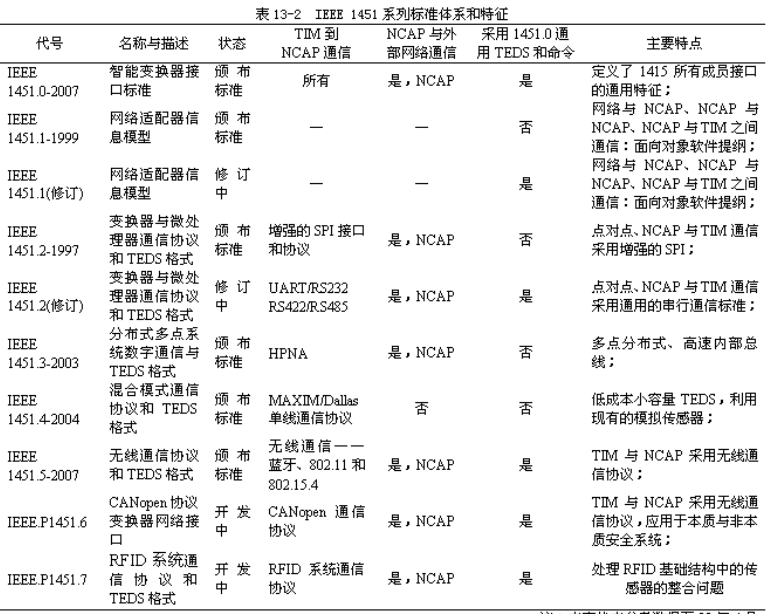 表 13-2 IEEE 1451 系列标准体系和特征
代号 名称与描述 状态 TIM 到 NCAP 与外 采用 1451.0 通 主要特点
NCAP 通信 部网络通信 用 TEDS 和命令
IEEE 智能变换器接 颁 布 所有 是，NCAP 是 定义了 1415 所有成员接口
1451.0-2007 口标准 标准 的通用特征；
IEEE 网络适配器信 颁 布 — — 否 网络与 NCAP、NCAP 与
1451.1-1999 息模型 标准 NCAP、NCAP 与 TIM 之间
通信：面向对象软件提纲；
IEEE 网络适配器信 修 订 — — 是 网络与 NCAP、NCAP 与
1451.1(修订) 息模型 中 NCAP、NCAP 与 TIM 之间
通信：面向对象软件提纲；
变换器与微处
IEEE 理器通信协议 颁 布 增强的 SPI 接口 是，NCAP 否 点对点、NCAP 与 TIM 通信
1451.2-1997 和 TEDS 格式 标准 和协议 采用增强的 SPI；
变换器与微处
IEEE 理器通信协议 修 订 UART/RS232 是，NCAP 是 点对点、NCAP 与 TIM 通信
1451.2(修订) 和 TEDS 格式 中 RS422/RS485 采用通用的串行通信标准；
分布式多点系
IEEE 统数字通信与 颁 布 HPNA 是，NCAP 否 多点分布式、高速内部总
1451.3-2003 TEDS 格式 标准 线；
混合模式通信
IEEE 协议和 TEDS 颁 布 MAXIM/Dallas 否 否 低成本小容量 TEDS，利用
1451.4-2004 格式 标准 单线通信协议 现有的模拟传感器；
IEEE 无线通信协议 颁 布 无线通信—— 是，NCAP 是 TIM 与 NCAP 采用无线通
1451.5-2007 和 TEDS 格式 标准 蓝牙、802.11 和 信协议；
802.15.4
CANopen 协议 TIM 与 NCAP 采用无线通
IEEE.P1451.6 变换器网络接 开 发 CANopen 通信 是，NCAP 是 信协议，应用于本质与非本
口 中 协议 质安全系统；
RFID 系统通
IEEE.P1451.7 信 协 议 和 开 发 RFID 系统通信 是，NCAP 是 处理 RFID 基础结构中的传
TEDS 格式 中 协议 感器的整合问题